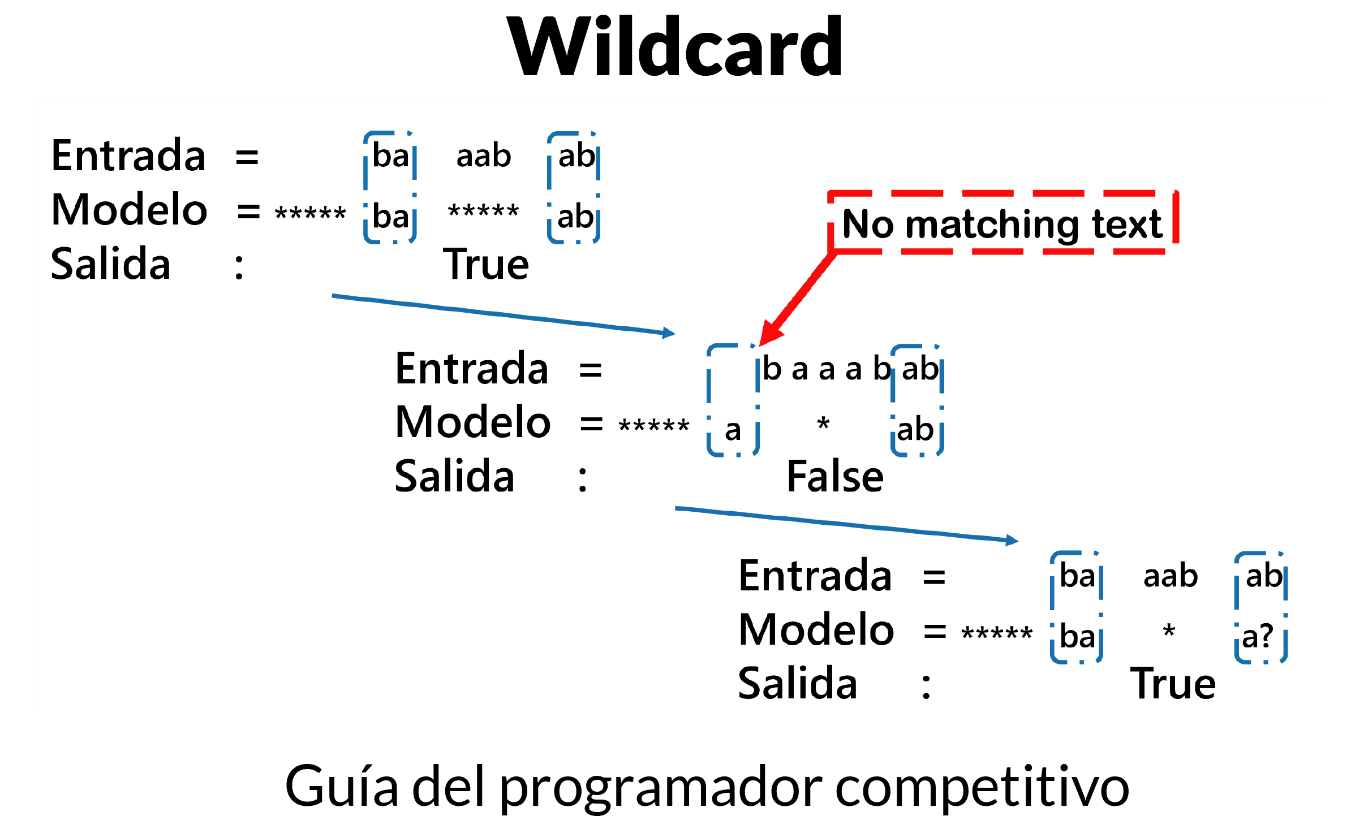 Wildcard
Entrada = ba aab ab
Modelo = ***** ba ***** ab
Salida : True
No matching text
Entrada = b a a a b ab
Modelo = ***** a * ab
Salida : False
Entrada = ba aab ab
Modelo = ***** ba * a?
Salida : True
Guía del programador competitivo